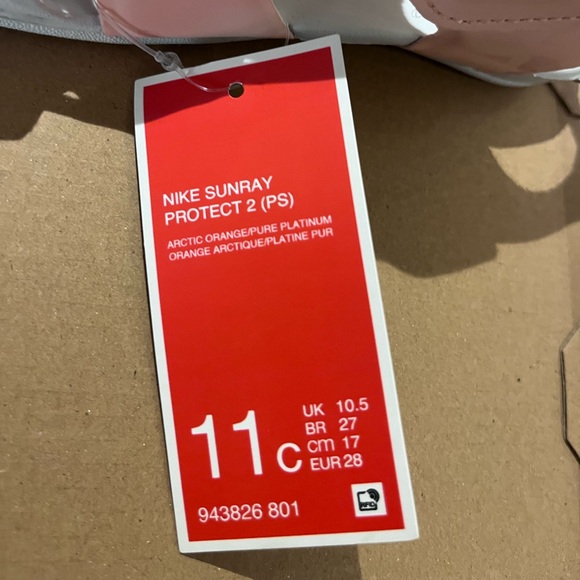 NIKE SUNRAY
PROTECT 2 (PS)
ARCTIC ORANGE/PURE PLATINUM
ORANGE ARCTIQUE/PLATINE PUR
11C
UK 10.5
BR 27
CM 17
EUR 28
943826 801